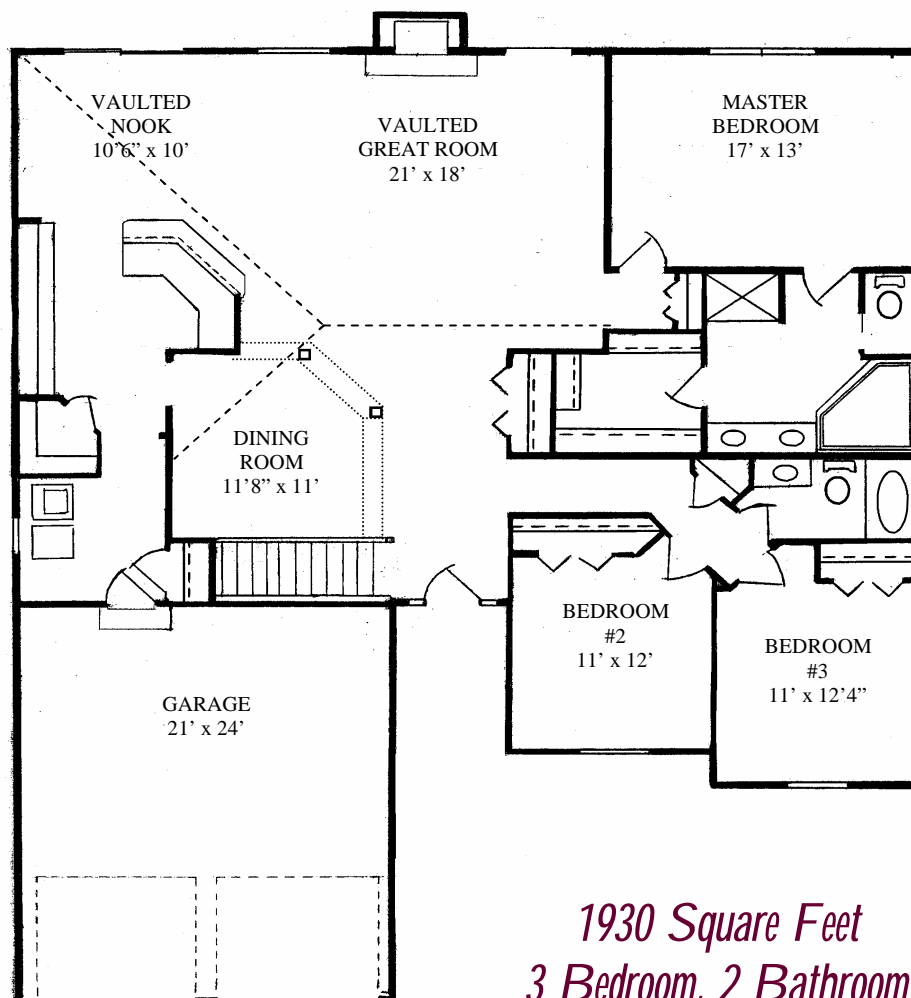 VAULTED
NOOK
10’6” x 10’
VAULTED
GREAT ROOM
21’ x 18’
MASTER
BEDROOM
17’ x 13’
DINING
ROOM
11’8” x 11’
BEDROOM
#2
11’ x 12’
BEDROOM
#3
11’ x 12’4”
GARAGE
21’ x 24’
1930 Square Feet
3 Bedroom, 2 Bathroom